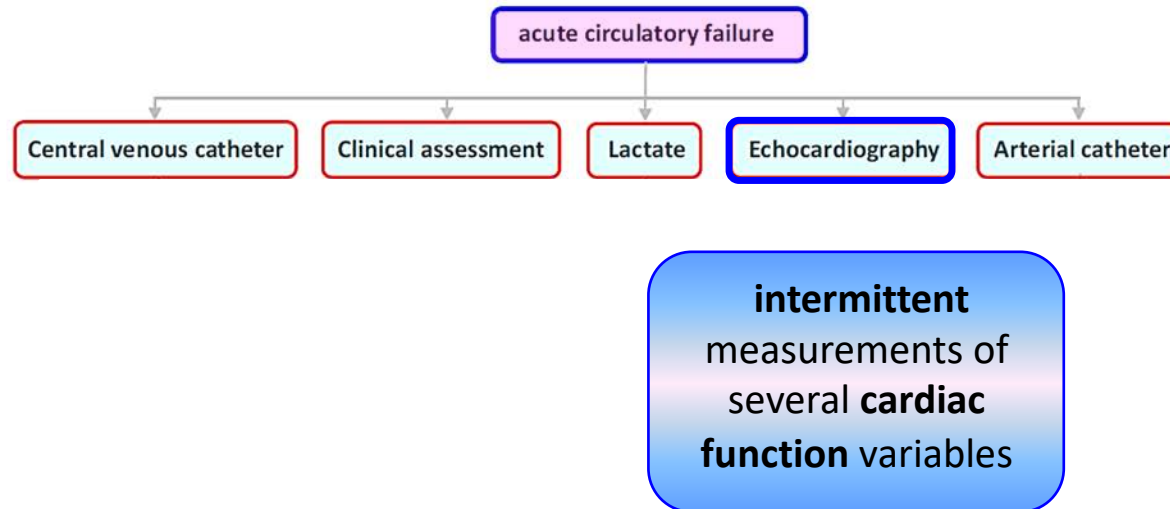 acute circulatory failure
Central venous catheter Clinical assessment Lactate Echocardiography Arterial catheter
intermittent
measurements of
several cardiac
function variables